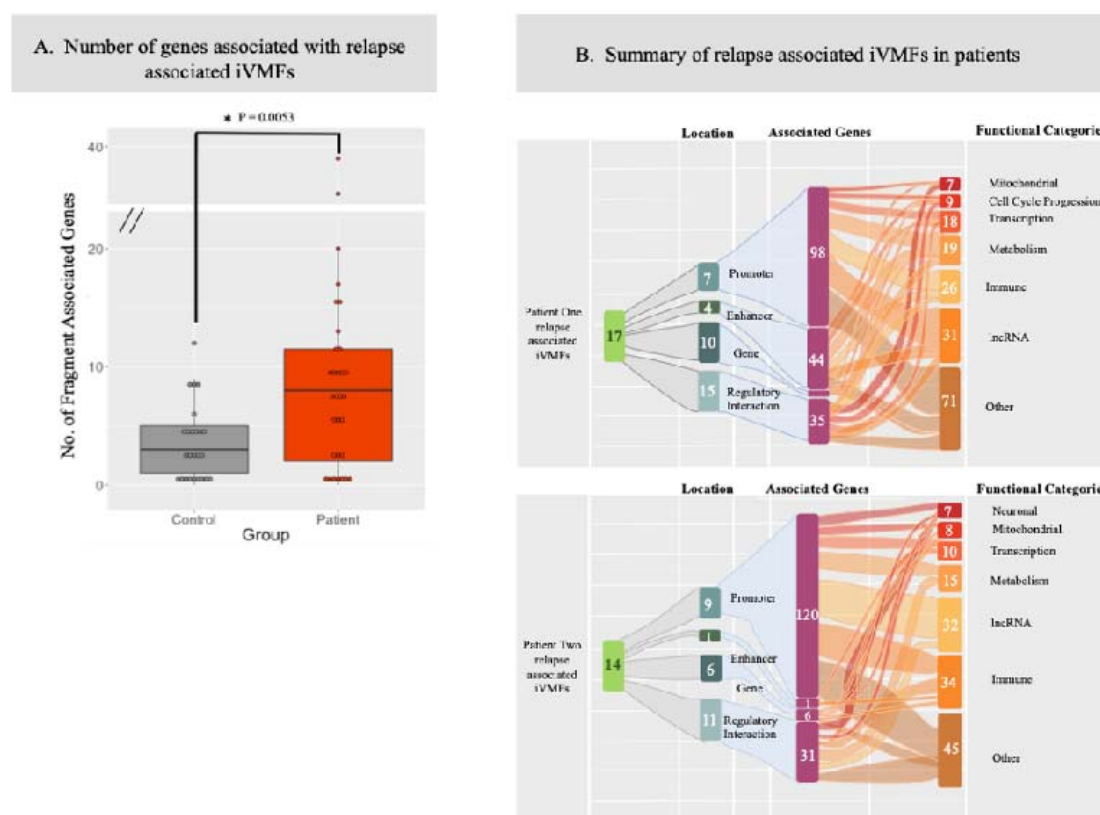 A. Number of genes associated with relapse
associated iVMFs
* P = 0.0053
No. of Fragment Associated Genes
40
20
10
0
Control
Patient
Group
B. Summary of relapse associated iVMFs in patients
Location
Associated Genes
Functional Categorie
Patient One
relapse
associated
iVMFs
17
7
Promoter
4
Enhancer
10
Gene
15
Regulatory
Interaction
98
44
35
7
Mitochondrial
9
Cell Cycle Progression
18
Transcription
19
Metabolism
26
Immune
31
lncRNA
71
Other
Location
Associated Genes
Functional Categorie
Patient Two
relapse
associated
iVMFs
14
9
Promoter
1
Enhancer
6
Gene
11
Regulatory
Interaction
120
1
6
31
7
Neuronal
8
Mitochondrial
10
Transcription
15
Metabolism
32
lncRNA
34
Immune
45
Other